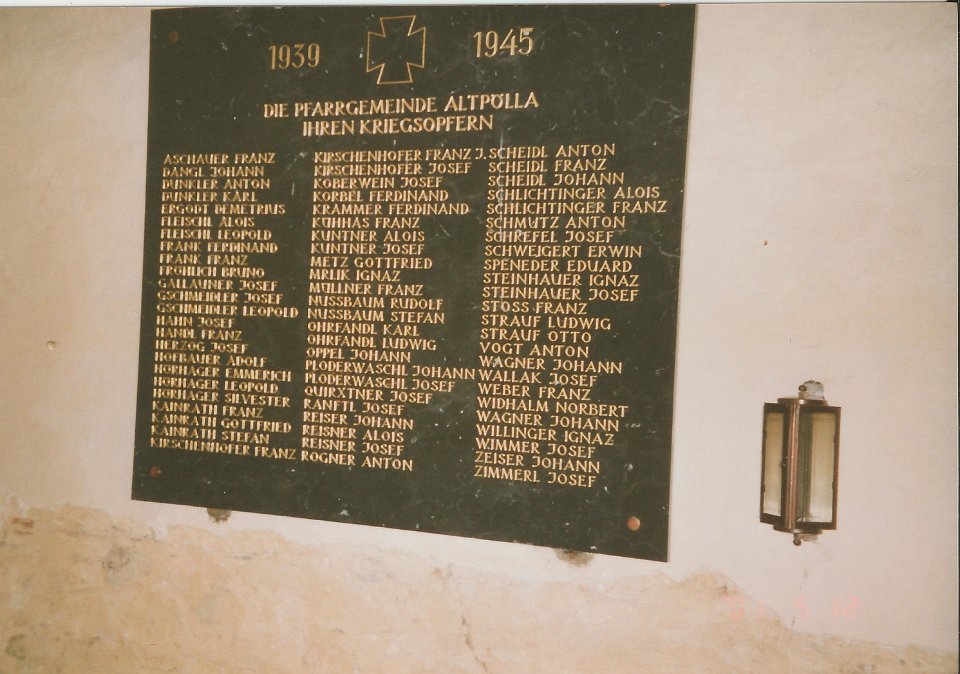 1939 1945
DIE PFARRGEMEINDE ALTPÖLLA
IHREN KRIEGSOPFERN
ASCHAUER FRANZ
DANGL JOHANN
DUNKLER ANTON
DUNKLER KARL
ERGODT DEMETRIUS
FLEISCHL ALOIS
FLEISCHL LEOPOLD
FRANK FERDINAND
FRANK FRANZ
FRÖHLICH BRUNO
GALLAUNER JOSEF
GSCHMEIDLER JOSEF
GSCHMEIDLER LEOPOLD
HAHN JOSEF
HANDL FRANZ
HERZOG JOSEF
HOFBAUER ADOLF
HÖRHAGER EMMERICH
HÖRHAGER LEOPOLD
HÖRHAGER SILVESTER
KAINRATH FRANZ
KAINRATH GOTTFRIED
KAINRATH STEFAN
KIRSCHENHOFER FRANZ
KIRSCHENHOFER FRANZ J.
KIRSCHENHOFER JOSEF
KOBERWEIN JOSEF
KORBEL FERDINAND
KRAMMER FERDINAND
KÜHHAS FRANZ
KUNTNER ALOIS
KUNTNER JOSEF
METZ GOTTFRIED
MRLIK IGNAZ
MÜLLNER FRANZ
NUSSBAUM RUDOLF
NUSSBAUM STEFAN
OHRFANDL KARL
OHRFANDL LUDWIG
OPPEL JOHANN
PLODERWASCHL JOHANN
PLODERWASCHL JOSEF
QUIRXTNER JOSEF
RANFTL JOSEF
REISER JOHANN
REISNER ALOIS
REISNER JOSEF
ROGNER ANTON
SCHEIDL ANTON
SCHEIDL FRANZ
SCHEIDL JOHANN
SCHLICHTINGER ALOIS
SCHLICHTINGER FRANZ
SCHMUTZ ANTON
SCHREFEL JOSEF
SCHWEIGERT ERWIN
SPENEDER EDUARD
STEINHAUER IGNAZ
STEINHAUER JOSEF
STOSS FRANZ
STRAUF LUDWIG
STRAUF OTTO
VOGT ANTON
WAGNER JOHANN
WALLAK JOSEF
WEBER FRANZ
WIDHALM NORBERT
WAGNER JOHANN
WILLINGER IGNAZ
WIMMER JOSEF
ZEISER JOHANN
ZIMMERL JOSEF